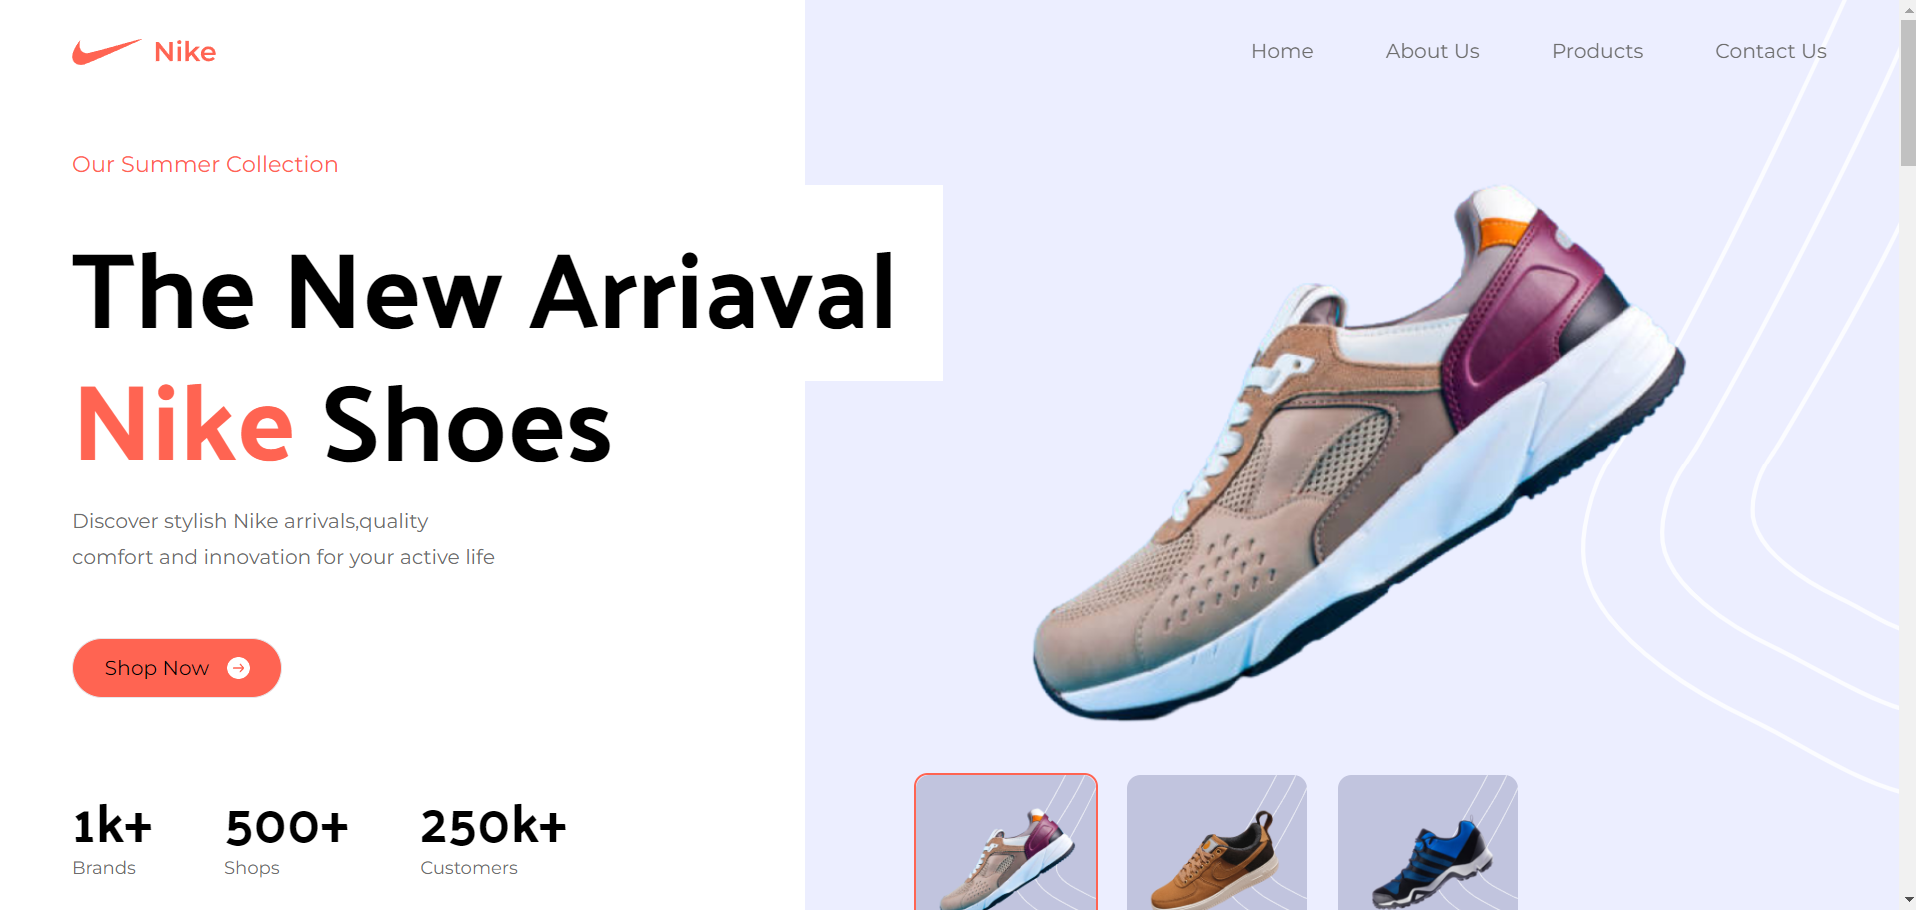 Nike
Home
About Us
Products
Contact Us
Our Summer Collection
The New Arriaval
Nike Shoes
Discover stylish Nike arrivals,quality
comfort and innovation for your active life
Shop Now
1k+
Brands
500+
Shops
250k+
Customers